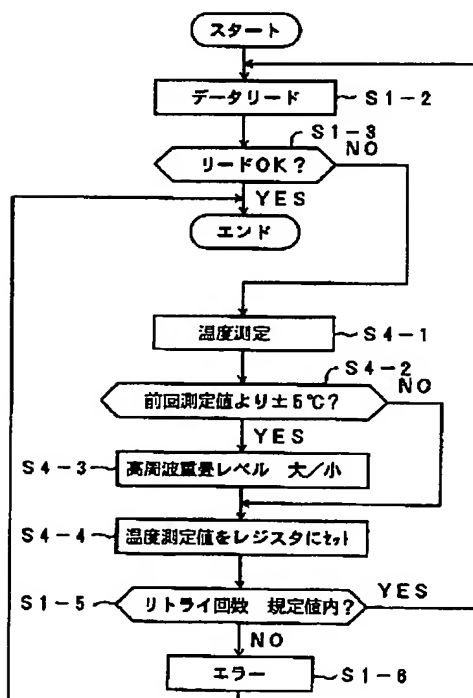 スタート
データリード
S1-2
S1-3
リードOK?
NO
YES
エンド
温度測定
S4-1
S4-2
前回測定値より±5℃?
NO
YES
S4-3
高周波重畳レベル 大/小
S4-4
温度測定値をレジスタにセット
S1-5
リトライ回数 規定値内?
YES
NO
エラー
S1-6